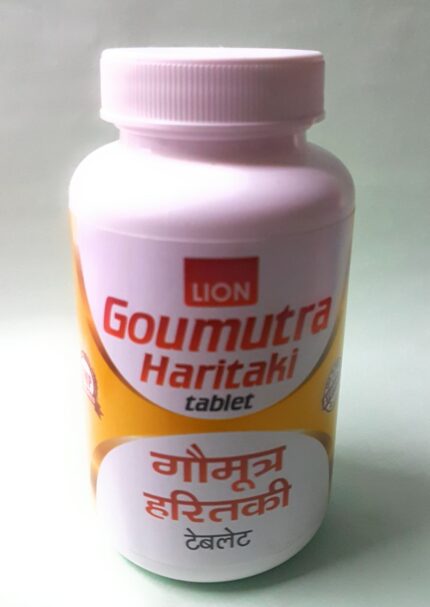 LION
Goumutra
Haritaki
tablet
गौमूत्र
हरितकी
टेबलेट